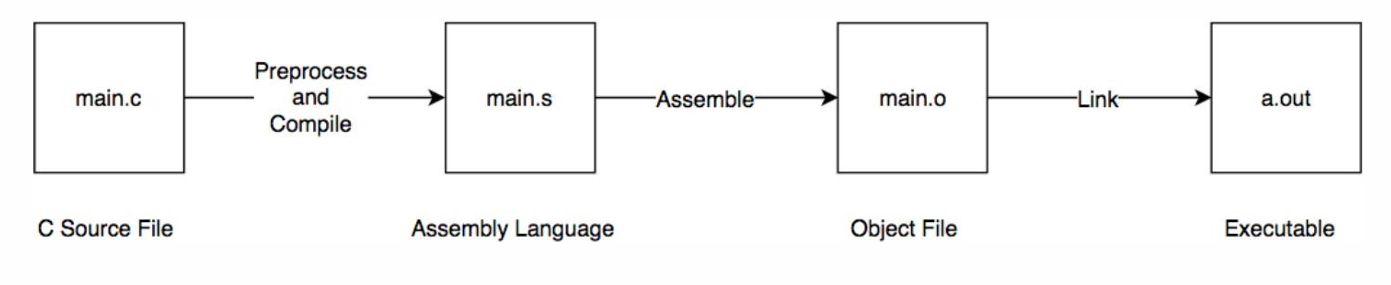 main.c
Preprocess
and
Compile
main.s
Assemble
main.o
Link
a.out
C Source File
Assembly Language
Object File
Executable